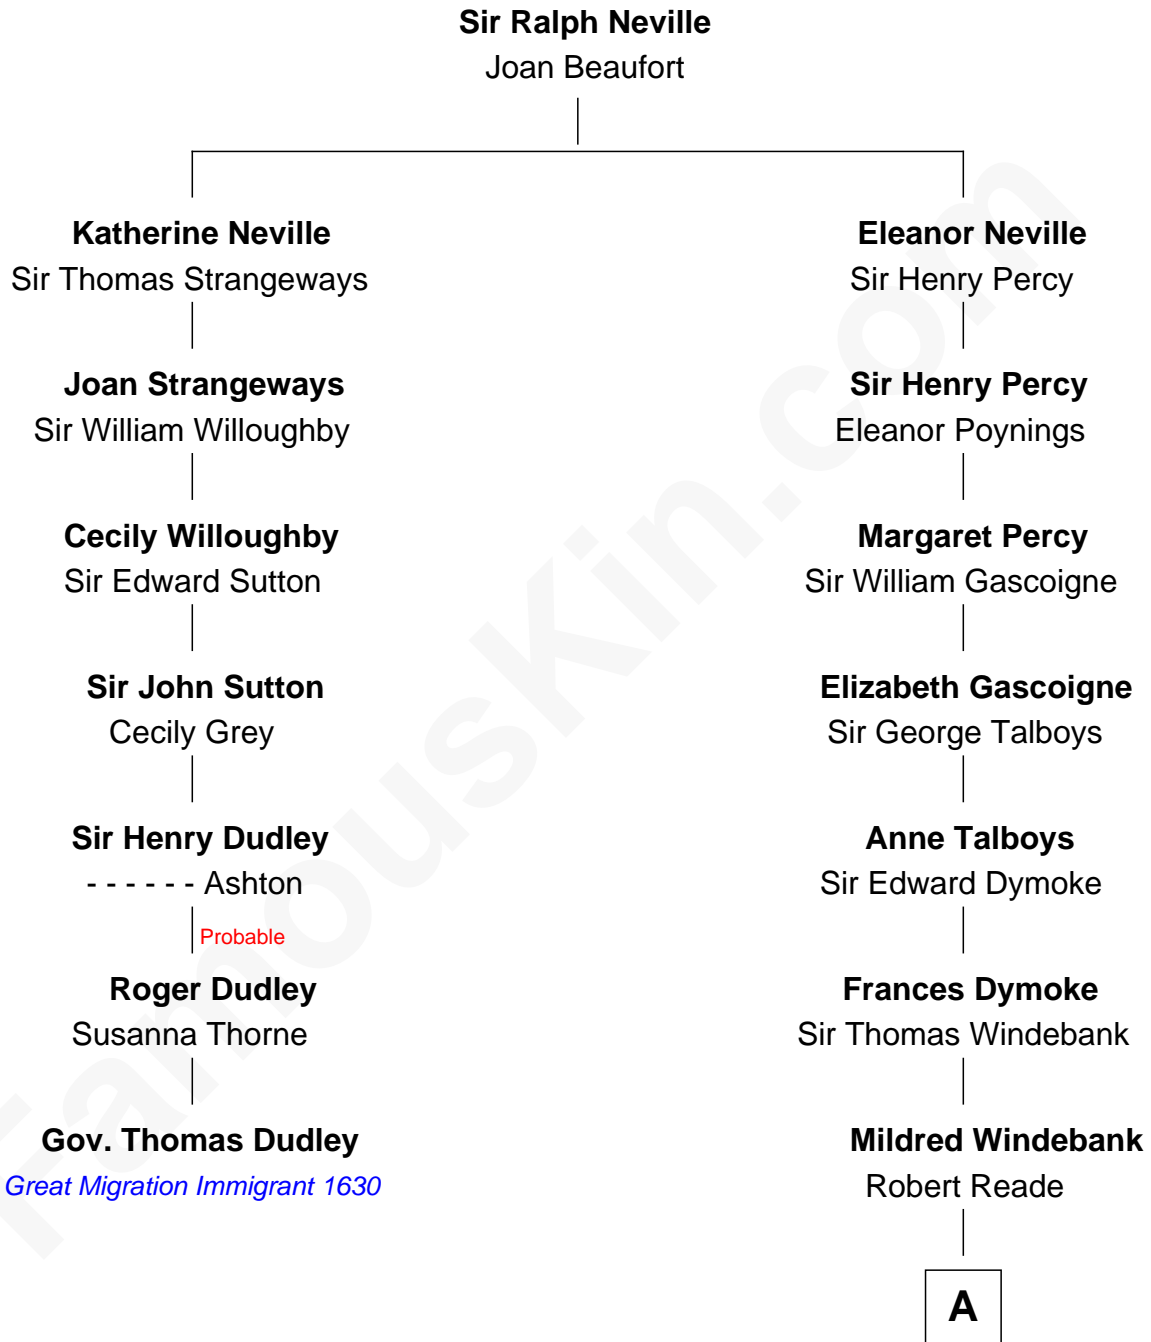 Sir Ralph Neville
Joan Beaufort
Katherine Neville
Sir Thomas Strangeways
Eleanor Neville
Sir Henry Percy
Joan Strangeways
Sir William Willoughby
Sir Henry Percy
Eleanor Poynings
Cecily Willoughby
Sir Edward Sutton
Margaret Percy
Sir William Gascoigne
Sir John Sutton
Cecily Grey
Elizabeth Gascoigne
Sir George Talboys
Sir Henry Dudley
- - - - - - Ashton
Probable
Anne Talboys
Sir Edward Dymoke
Roger Dudley
Susanna Thorne
Frances Dymoke
Sir Thomas Windebank
Gov. Thomas Dudley
Great Migration Immigrant 1630
Mildred Windebank
Robert Reade
A
FamousKin.com